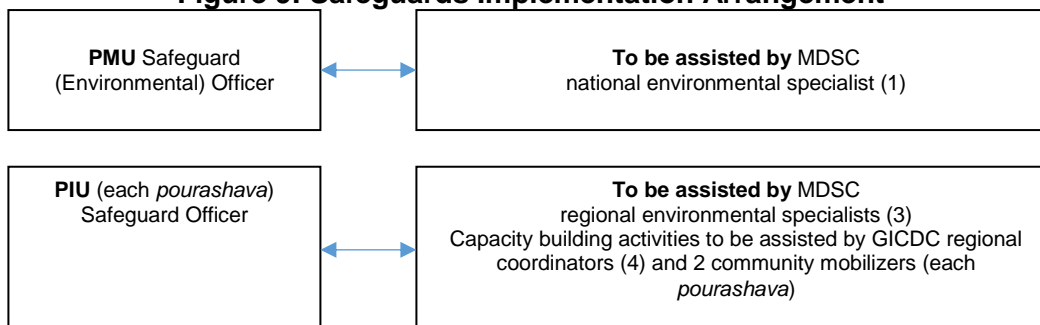 Figure 9: Safeguards Implementation Arrangement
PMU Safeguard
(Environmental) Officer
To be assisted by MDSC
national environmental specialist (1)
PIU (each pourashava)
Safeguard Officer
To be assisted by MDSC
regional environmental specialists (3)
Capacity building activities to be assisted by GICDC regional
coordinators (4) and 2 community mobilizers (each
pourashava)